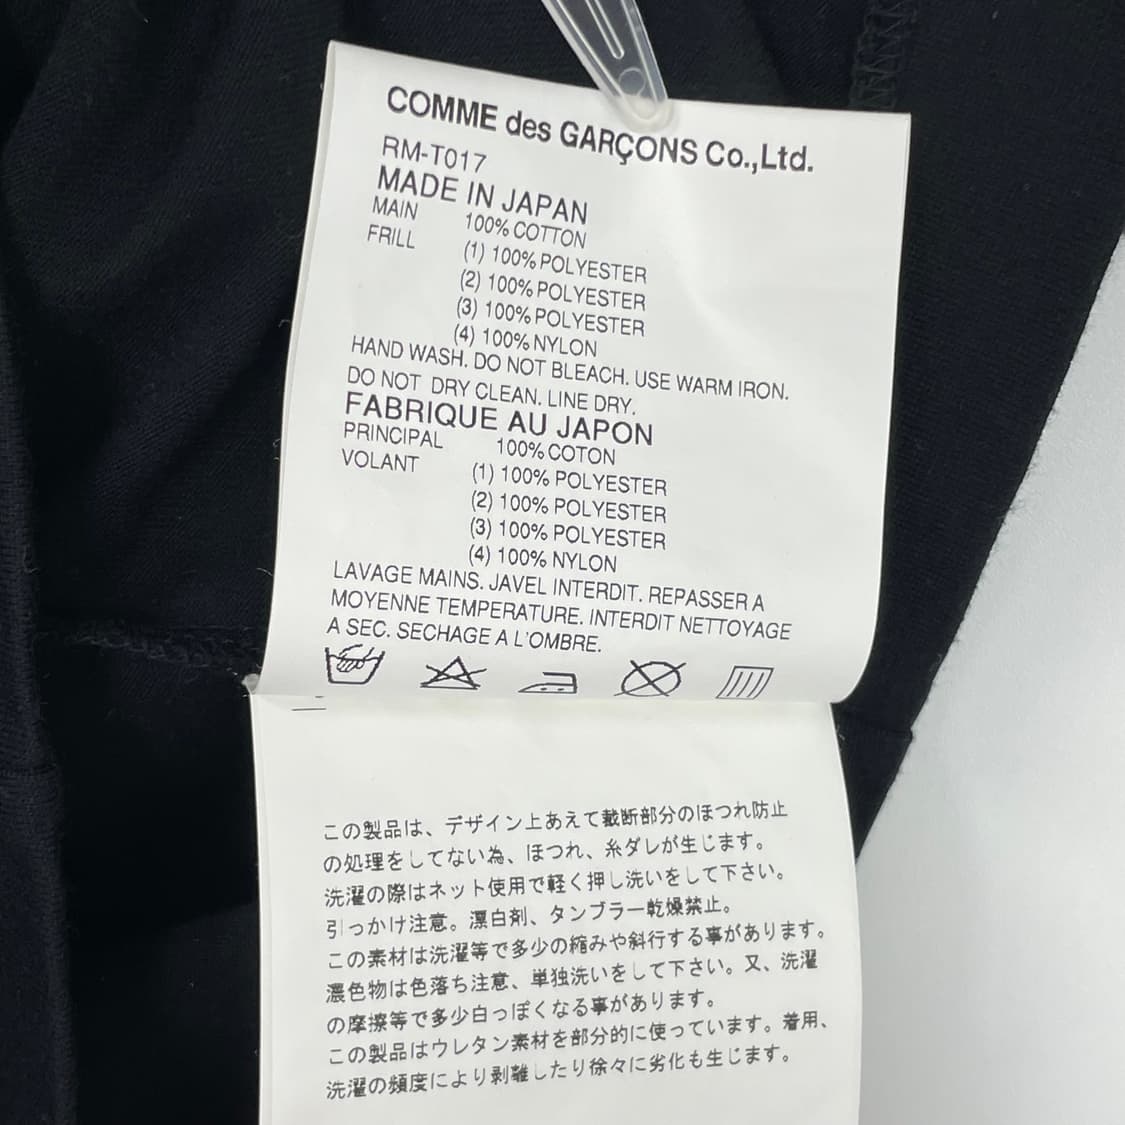 COMME des GARÇONS Co.,Ltd.
RM-T017
MADE IN JAPAN
MAIN 100% COTTON
FRILL (1) 100% POLYESTER
(2) 100% POLYESTER
(3) 100% POLYESTER
(4) 100% NYLON
HAND WASH. DO NOT BLEACH. USE WARM IRON.
DO NOT DRY CLEAN. LINE DRY.
FABRIQUE AU JAPON
PRINCIPAL 100% COTON
VOLANT (1) 100% POLYESTER
(2) 100% POLYESTER
(3) 100% POLYESTER
(4) 100% NYLON
LAVAGE MAINS. JAVEL INTERDIT. REPASSER A
MOYENNE TEMPERATURE. INTERDIT NETTOYAGE
A SEC. SECHAGE A L'OMBRE.
この製品は、デザイン上あえて裁断部分のほつれ防止
の処理をしてない為、ほつれ、糸ダレが生じます。
洗濯の際はネット使用で軽く押し洗いをして下さい。
引っかけ注意。漂白剤、タンブラー乾燥禁止。
この素材は洗濯等で多少の縮みや斜行する事があります。
濃色物は色落ち注意、単独洗いをして下さい。又、洗濯
の摩擦等で多少白っぽくなる事があります。
この製品はウレタン素材を部分的に使っています。着用、
洗濯の頻度により剥離したり徐々に劣化も生じます。